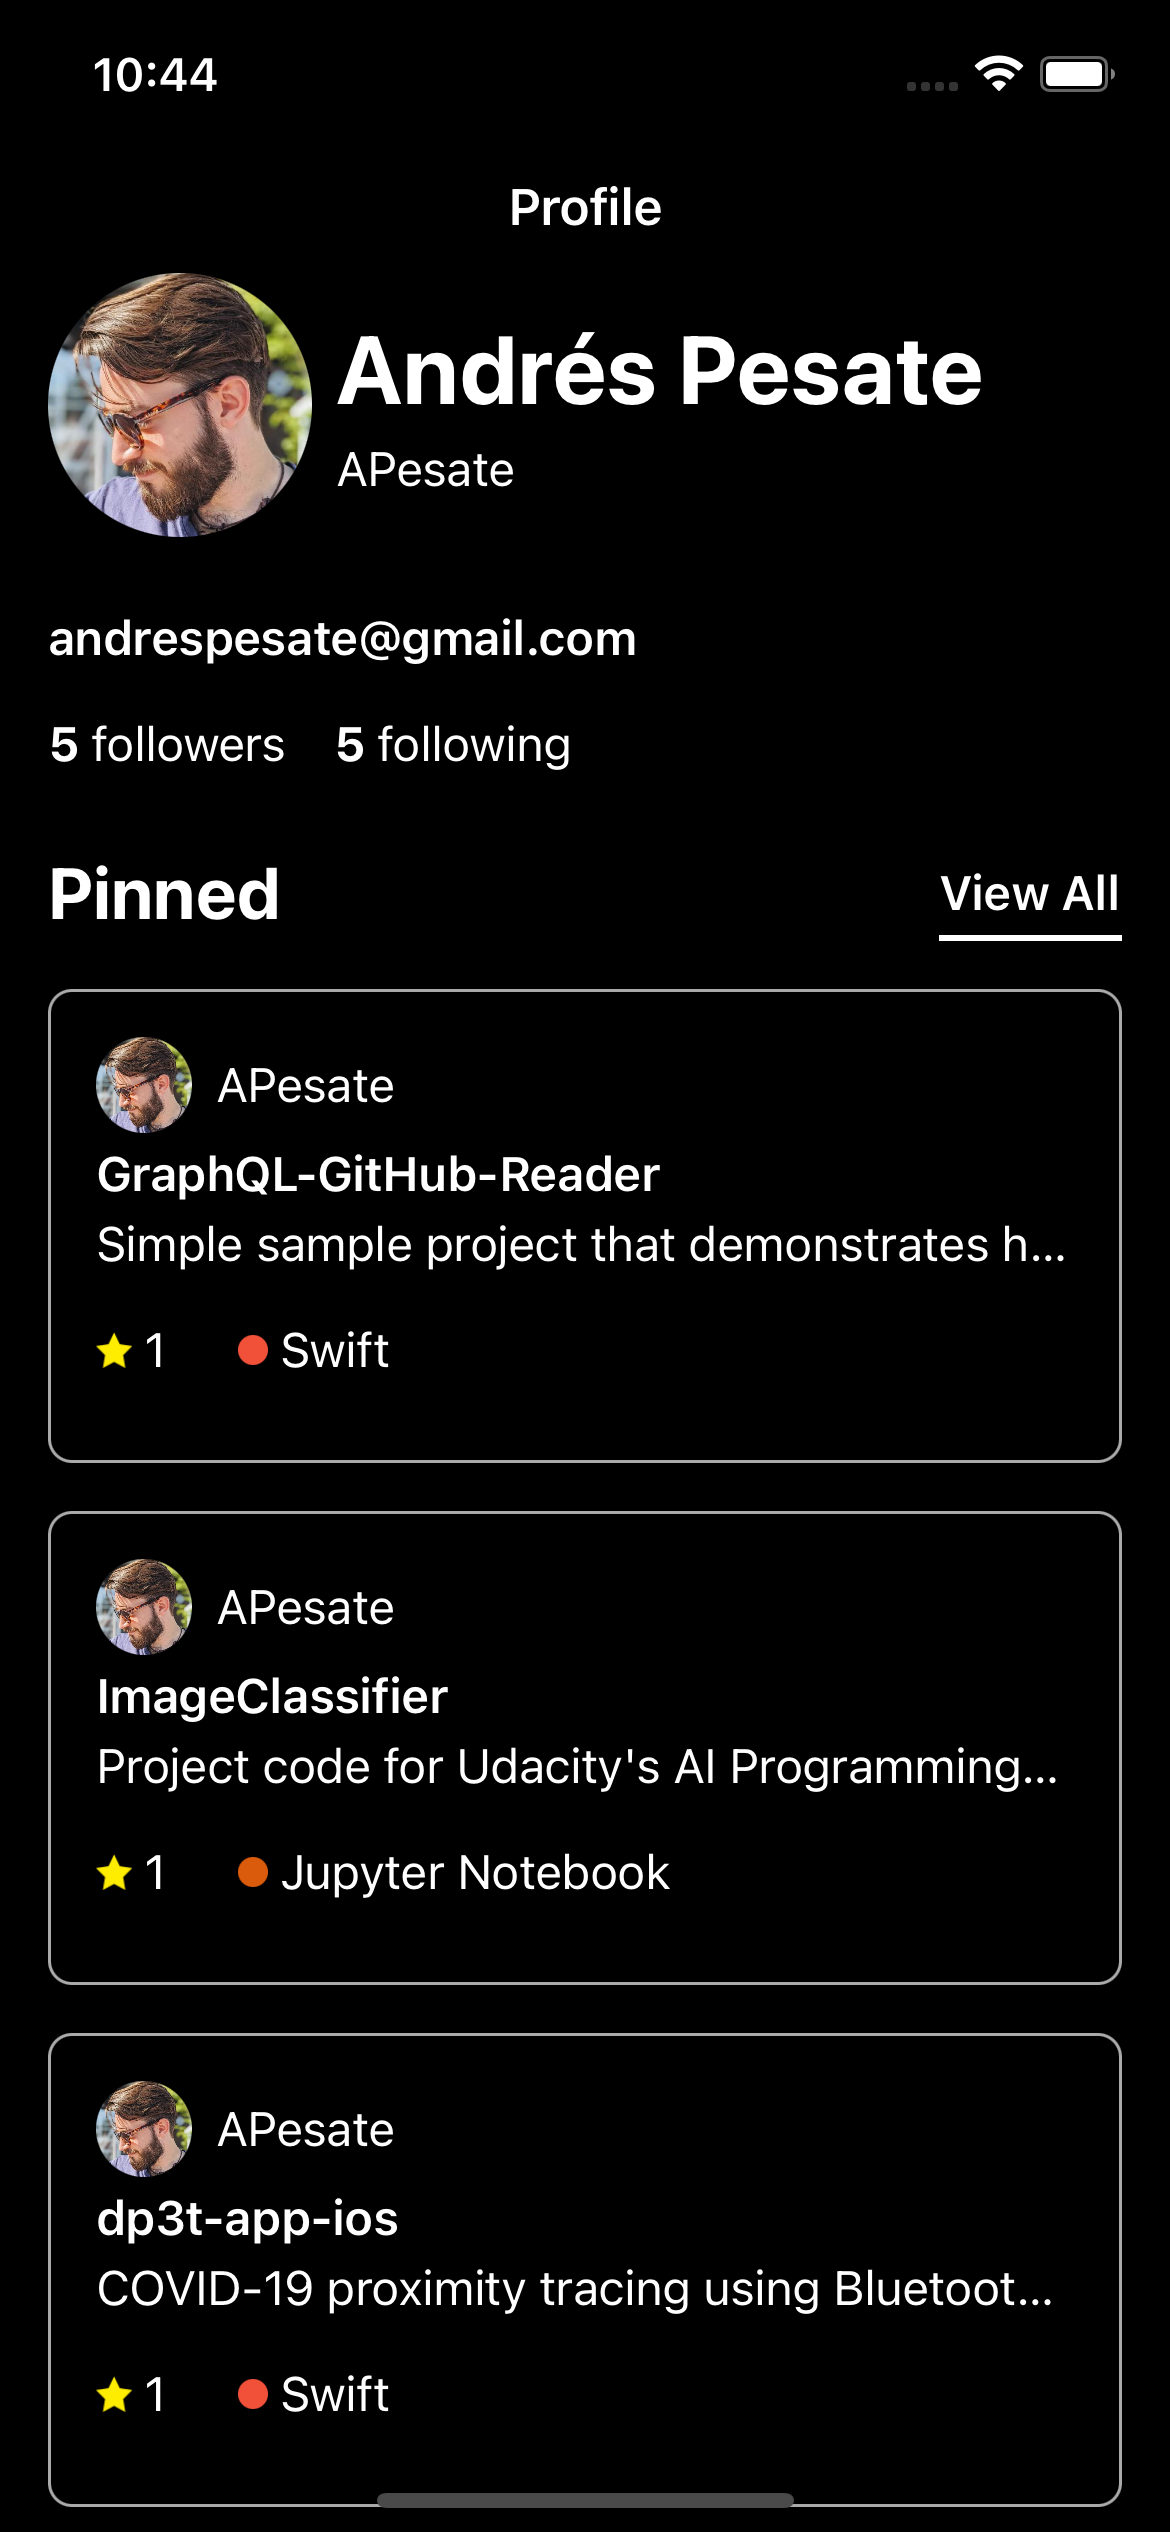 10:44
Profile
Andrés Pesate
APesate
andrespesate@gmail.com
5 followers 5 following
Pinned View All
APesate
GraphQL-GitHub-Reader
Simple sample project that demonstrates h...
1 Swift
APesate
ImageClassifier
Project code for Udacity's AI Programming...
1 Jupyter Notebook
APesate
dp3t-app-ios
COVID-19 proximity tracing using Bluetoot...
1 Swift